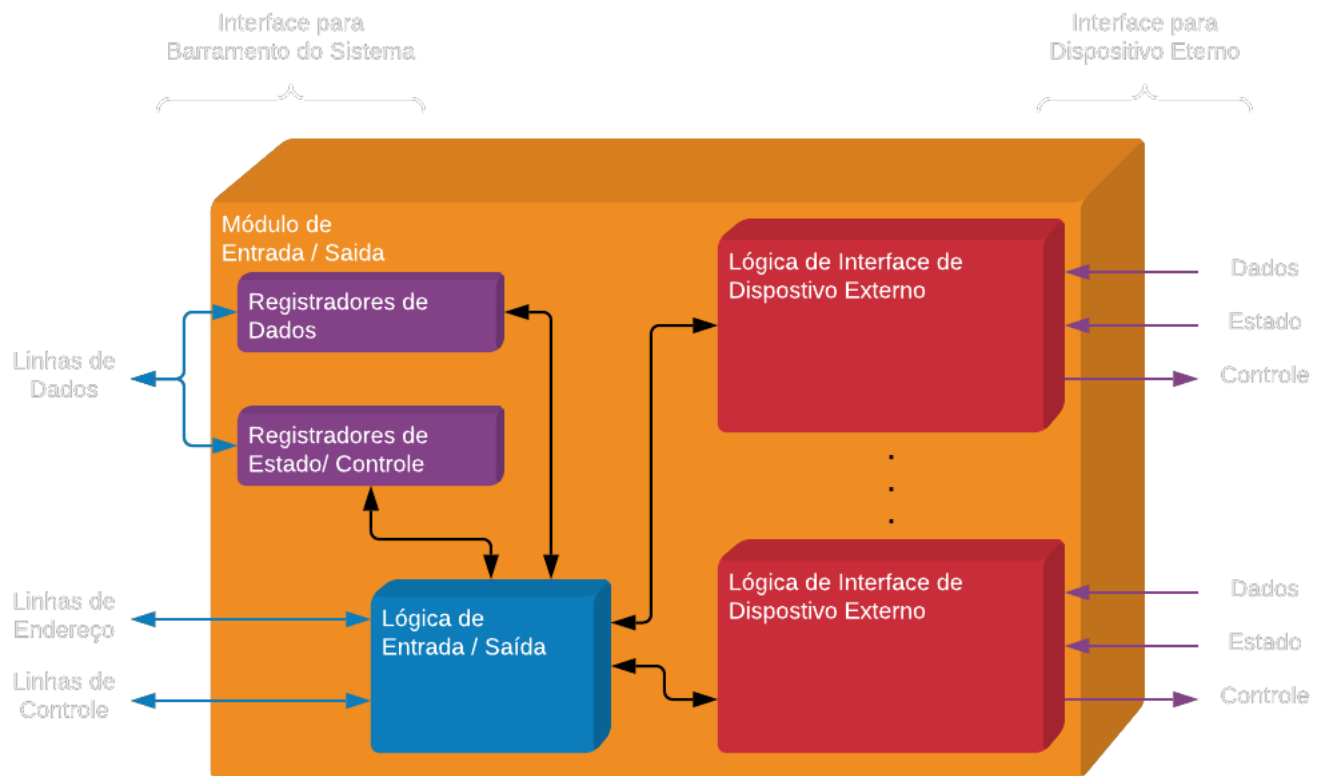 Interface para
Barramento do Sistema
Interface para
Dispositivo Eterno
Módulo de
Entrada / Saida
Registradores de
Dados
Registradores de
Estado/ Controle
Lógica de
Entrada / Saída
Lógica de Interface de
Dispostivo Externo
.
.
.
Lógica de Interface de
Dispostivo Externo
Linhas de
Dados
Linhas de
Endereço
Linhas de
Controle
Dados
Estado
Controle
Dados
Estado
Controle